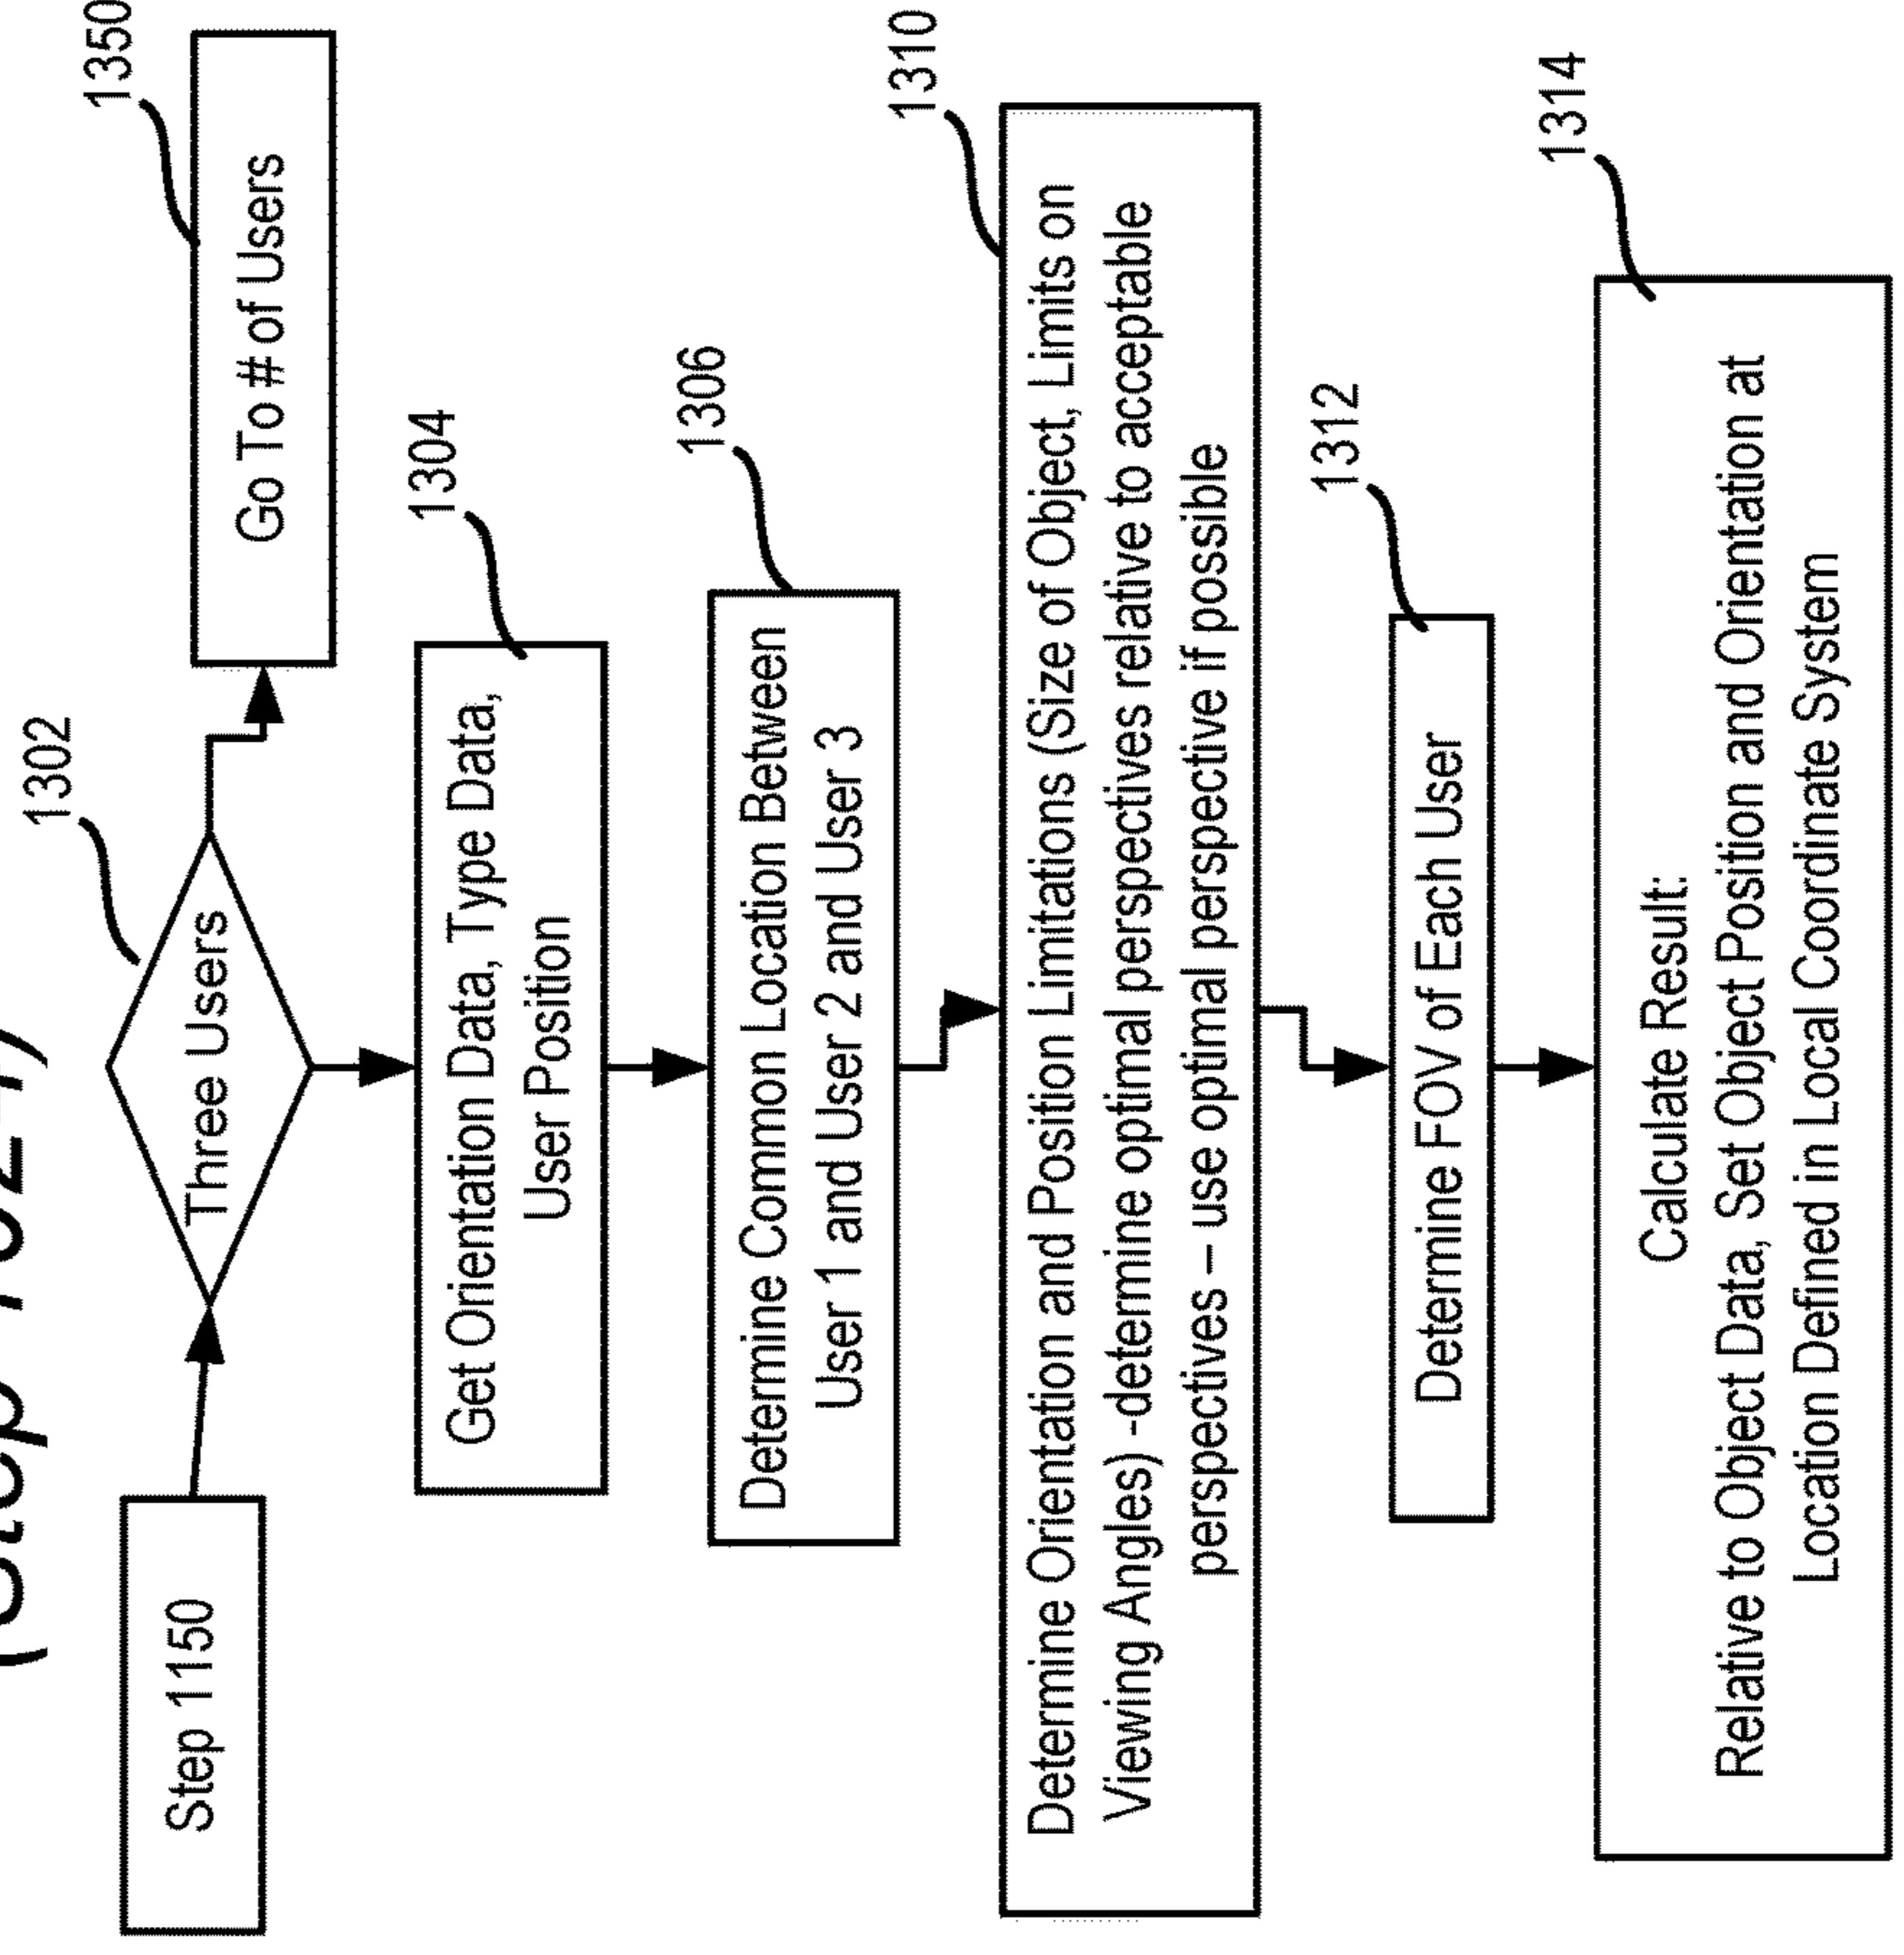 Step 1150
Three Users
1302
Go To # of Users
1350
Get Orientation Data, Type Data,
User Position
1304
Determine Common Location Between
User 1 and User 2 and User 3
1306
Determine Orientation and Position Limitations (Size of Object, Limits on
Viewing Angles) -determine optimal perspectives relative to acceptable
perspectives – use optimal perspective if possible
1310
Determine FOV of Each User
1312
Calculate Result:
Relative to Object Data, Set Object Position and Orientation at
Location Defined in Local Coordinate System
1314